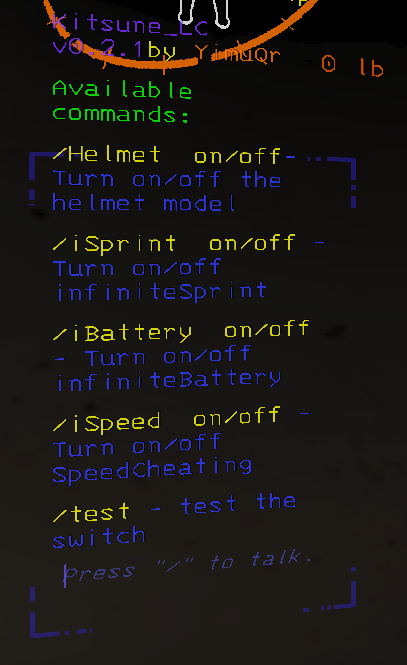 Kitsune_Lc
v0.2.1by YimuQr
0 lb
Available
commands:
/Helmet on/off-
Turn on/off the
helmet model
/iSprint on/off -
Turn on/off
infiniteSprint
/iBattery on/off
- Turn on/off
infiniteBattery
/iSpeed on/off -
Turn on/off
SpeedCheating
/test - test the
switch
Press "/" to talk.